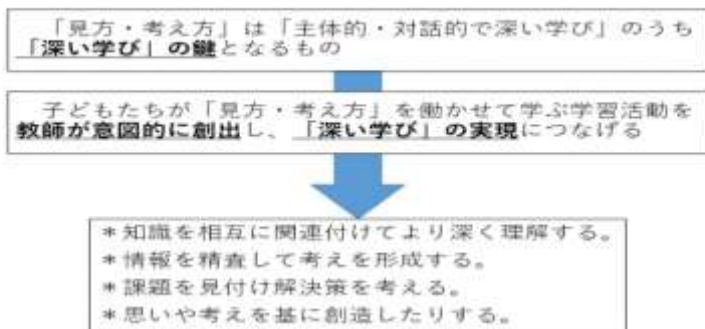 「見方・考え方」は「主体的・対話的で深い学び」のうち
「深い学び」の鍵となるもの
子どもたちが「見方・考え方」を働かせて学ぶ学習活動を
教師が意図的に創出し、「深い学び」の実現につなげる
＊知識を相互に関連付けてより深く理解する。
＊情報を精査して考えを形成する。
＊課題を見付け解決策を考える。
＊思いや考えを基に創造したりする。